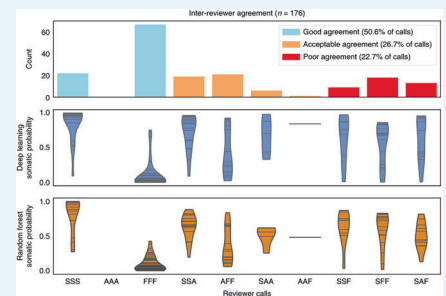 Inter-reviewer agreement (n = 176)
Good agreement (50.6% of calls)
Acceptable agreement (26.7% of calls)
Poor agreement (22.7% of calls)
Count
60
40
20
0
Deep learning
somatic probability
1.0
0.5
0.0
Random forest
somatic probability
1.0
0.5
0.0
SSS AAA FFF SSA AFF SAA AAF SSF SFF SAF
Reviewer calls